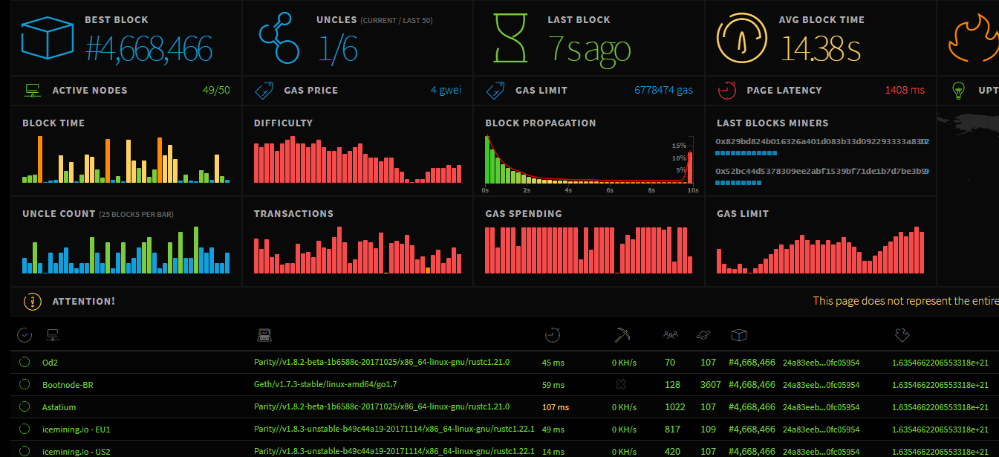 BEST BLOCK
#4,668,466
UNCLES (CURRENT / LAST 50)
1/6
LAST BLOCK
7 s ago
AVG BLOCK TIME
14.38 s
ACTIVE NODES 49/50
GAS PRICE 4 gwei
GAS LIMIT 6778474 gas
PAGE LATENCY 1408 ms
UPT
BLOCK TIME
DIFFICULTY
BLOCK PROPAGATION
15%
10%
5%
0s 2s 4s 6s 8s 10s
LAST BLOCKS MINERS
0x829bd824b016326a401d083b33d092293333a830 12
0x52bc44d5378309ee2abf1539bf71de1b7d7be3b5 9
UNCLE COUNT (25 BLOCKS PER BAR)
TRANSACTIONS
GAS SPENDING
GAS LIMIT
ATTENTION!
This page does not represent the entire
Od2 Parity//v1.8.2-beta-1b6588c-20171025/x86_64-linux-gnu/rustc1.21.0 45 ms 0 KH/s 70 107 #4,668,466 24a83eeb...0fc05954 1.6354662206553318e+21
Bootnode-BR Geth/v1.7.3-stable/linux-amd64/go1.7 59 ms 128 3607 #4,668,466 24a83eeb...0fc05954 1.6354662206553318e+21
Astatium Parity//v1.8.2-beta-1b6588c-20171025/x86_64-linux-gnu/rustc1.21.0 107 ms 0 KH/s 1022 107 #4,668,466 24a83eeb...0fc05954 1.6354662206553318e+21
icemining.io - EU1 Parity//v1.8.3-unstable-b49c44a19-20171114/x86_64-linux-gnu/rustc1.22.1 49 ms 0 KH/s 817 109 #4,668,466 24a83eeb...0fc05954 1.6354662206553318e+21
icemining.io - US2 Parity//v1.8.3-unstable-b49c44a19-20171114/x86_64-linux-gnu/rustc1.22.1 14 ms 0 KH/s 420 107 #4,668,466 24a83eeb...0fc05954 1.6354662206553318e+21